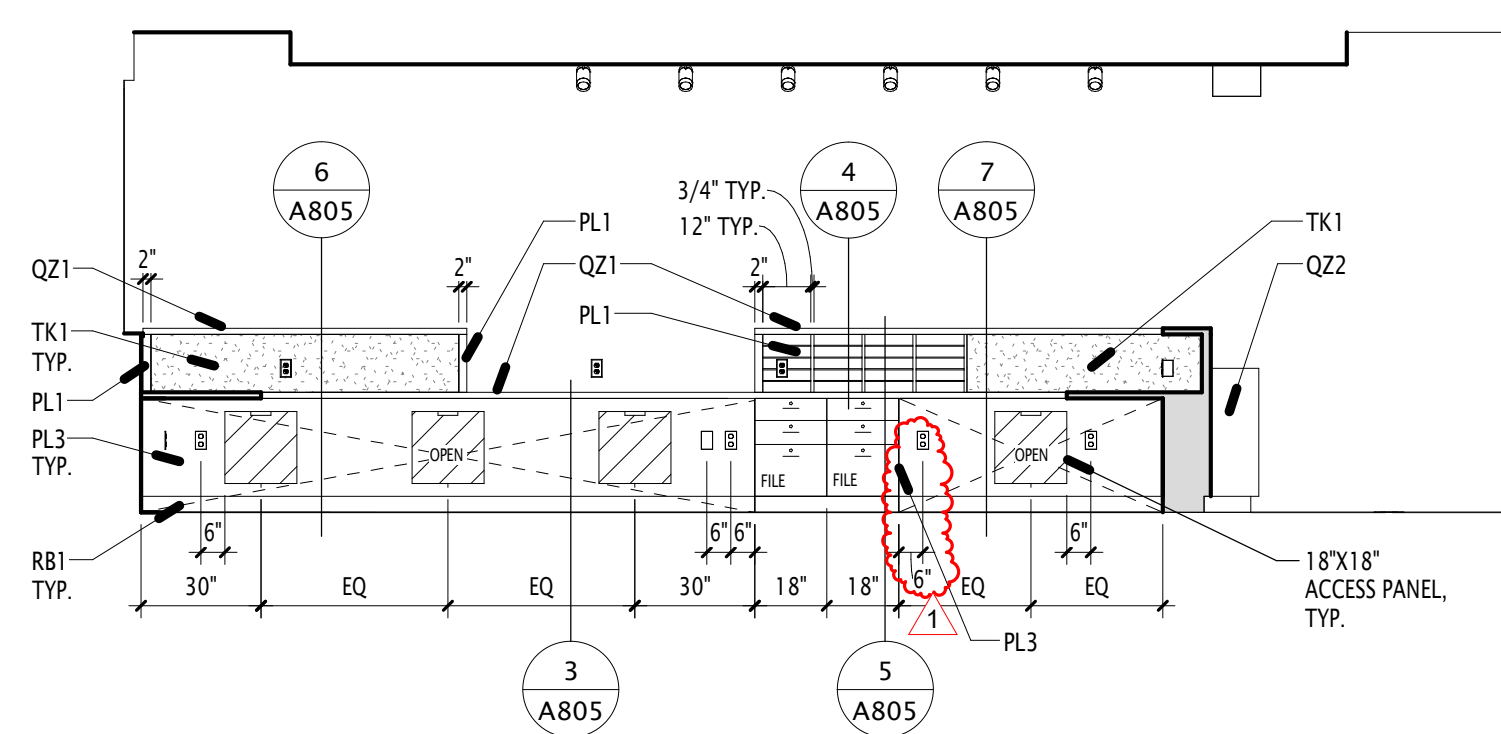 6
A805
4
A805
7
A805
3/4" TYP.
12" TYP.
PL1
TK1
QZ1
2"
2"
QZ1
2"
QZ2
TK1
TYP.
PL1
PL1
PL3
TYP.
OPEN
FILE
FILE
OPEN
RB1
TYP.
6"
6"
6"
6"
6"
30"
EQ
EQ
30"
18"
18"
EQ
EQ
18"X18"
ACCESS PANEL,
TYP.
1
PL3
3
A805
5
A805